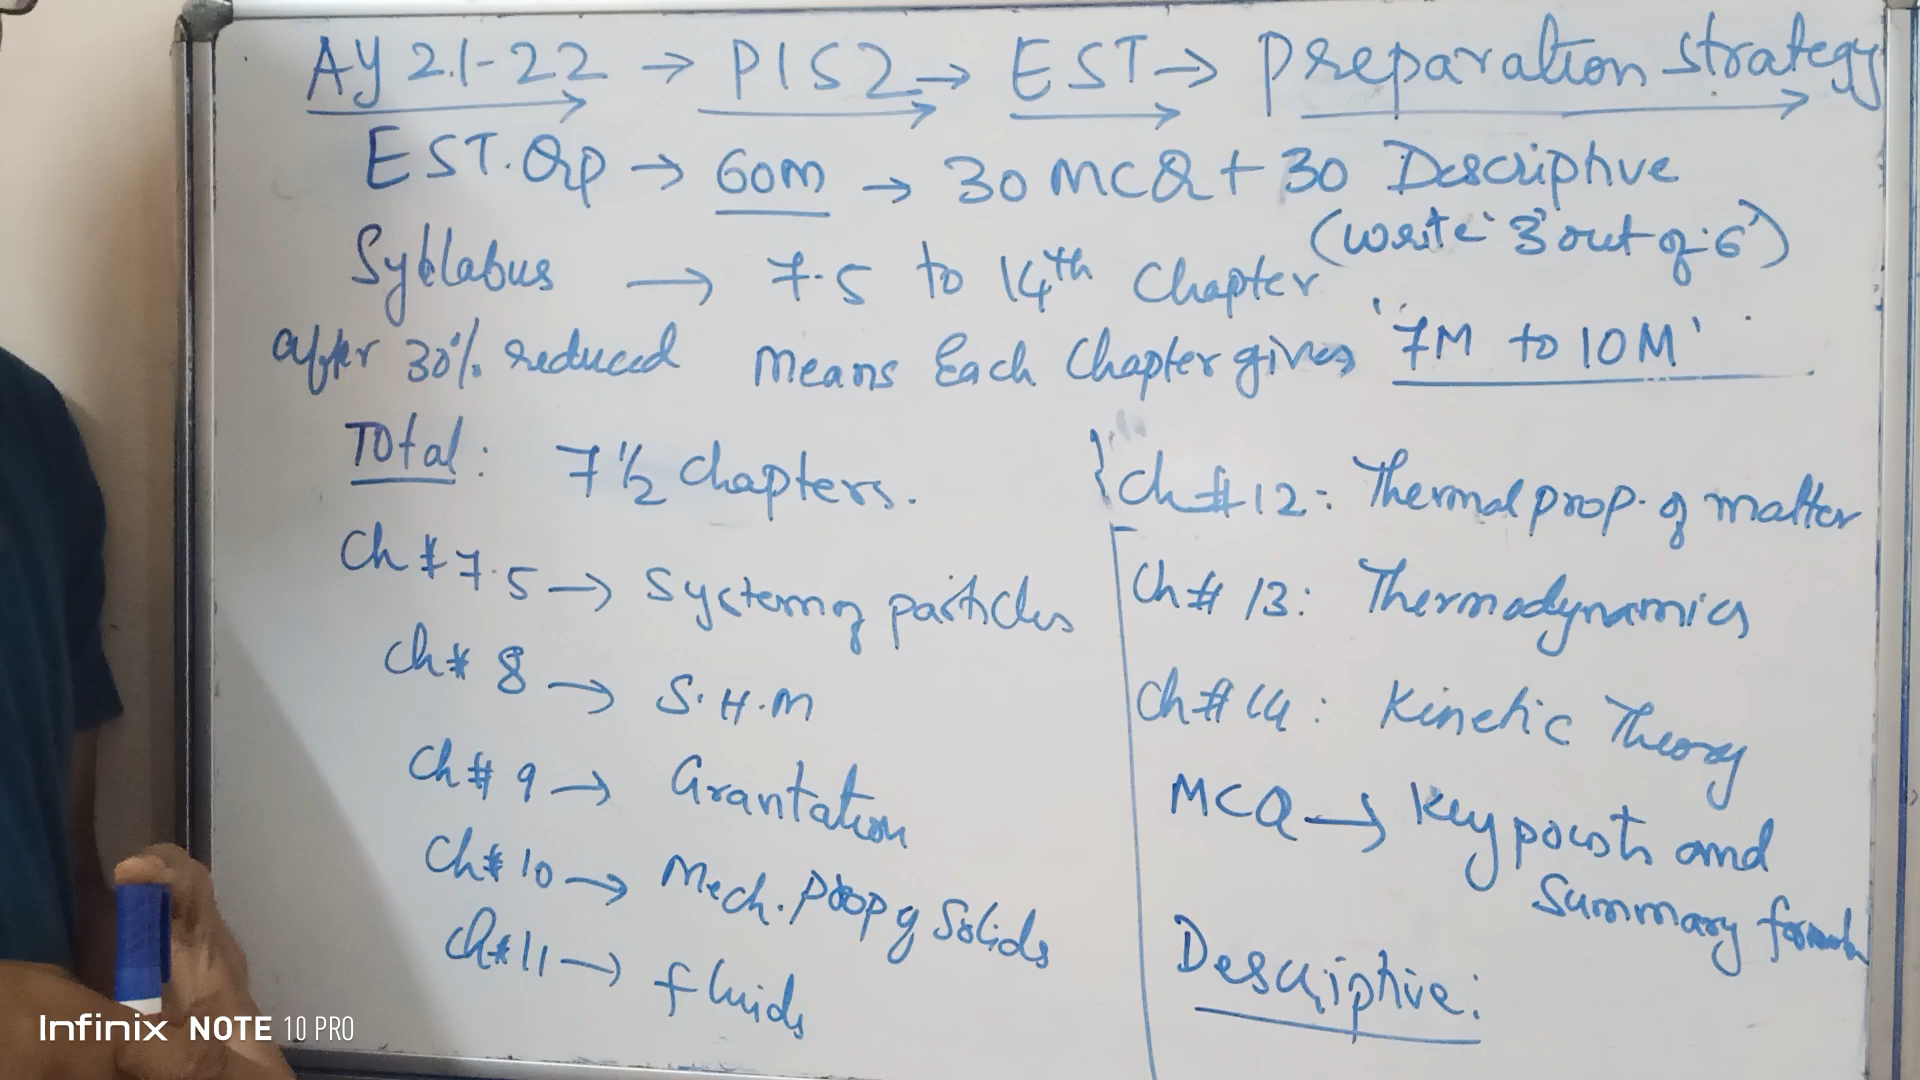 AY 21-22 → P1S2 → EST → Preparation strategy
EST. Qp → 60M → 30 MCQ + 30 Descriptive
(write '3 out of 6')
Syllabus → 7.5 to 14th Chapter
after 30% reduced means Each Chapter gives '7M to 10M'
Total: 7 1/2 chapters.
Ch # 7.5 → System of particles
Ch # 8 → S.H.M
Ch # 9 → Gravitation
Ch # 10 → Mech. Prop of Solids
Ch # 11 → fluids
Ch # 12: Thermal prop. of matter
Ch # 13: Thermodynamics
Ch # 14: Kinetic Theory
MCQ → Key points and
Summary
Descriptive:
Infinix NOTE 10 PRO